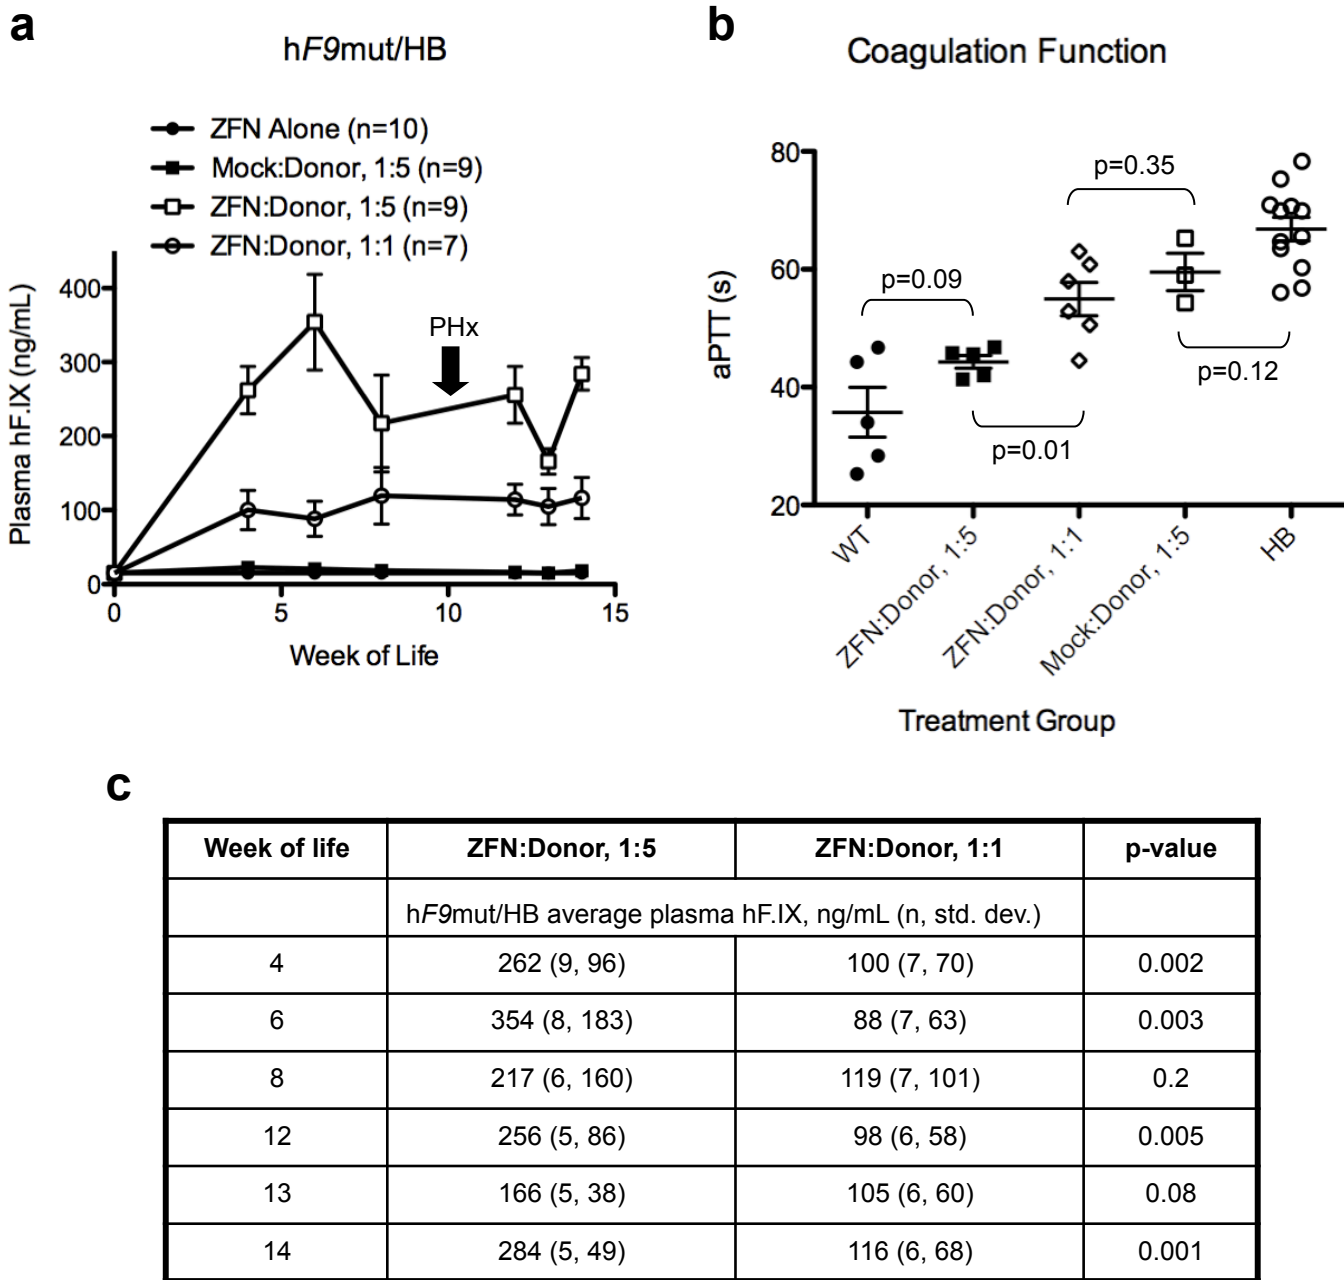 a
hF9mut/HB
ZFN Alone (n=10)
Mock:Donor, 1:5 (n=9)
ZFN:Donor, 1:5 (n=9)
ZFN:Donor, 1:1 (n=7)
Plasma hF.IX (ng/mL)
400
300
200
100
0
PHx
0 5 10 15
Week of Life
b
Coagulation Function
aPTT (s)
80
60
40
20
p=0.35
p=0.09
p=0.12
p=0.01
WT
ZFN:Donor, 1:5
ZFN:Donor, 1:1
Mock:Donor, 1:5
HB
Treatment Group
c
Week of life ZFN:Donor, 1:5 ZFN:Donor, 1:1 p-value
hF9mut/HB average plasma hF.IX, ng/mL (n, std. dev.)
4 262 (9, 96) 100 (7, 70) 0.002
6 354 (8, 183) 88 (7, 63) 0.003
8 217 (6, 160) 119 (7, 101) 0.2
12 256 (5, 86) 98 (6, 58) 0.005
13 166 (5, 38) 105 (6, 60) 0.08
14 284 (5, 49) 116 (6, 68) 0.001